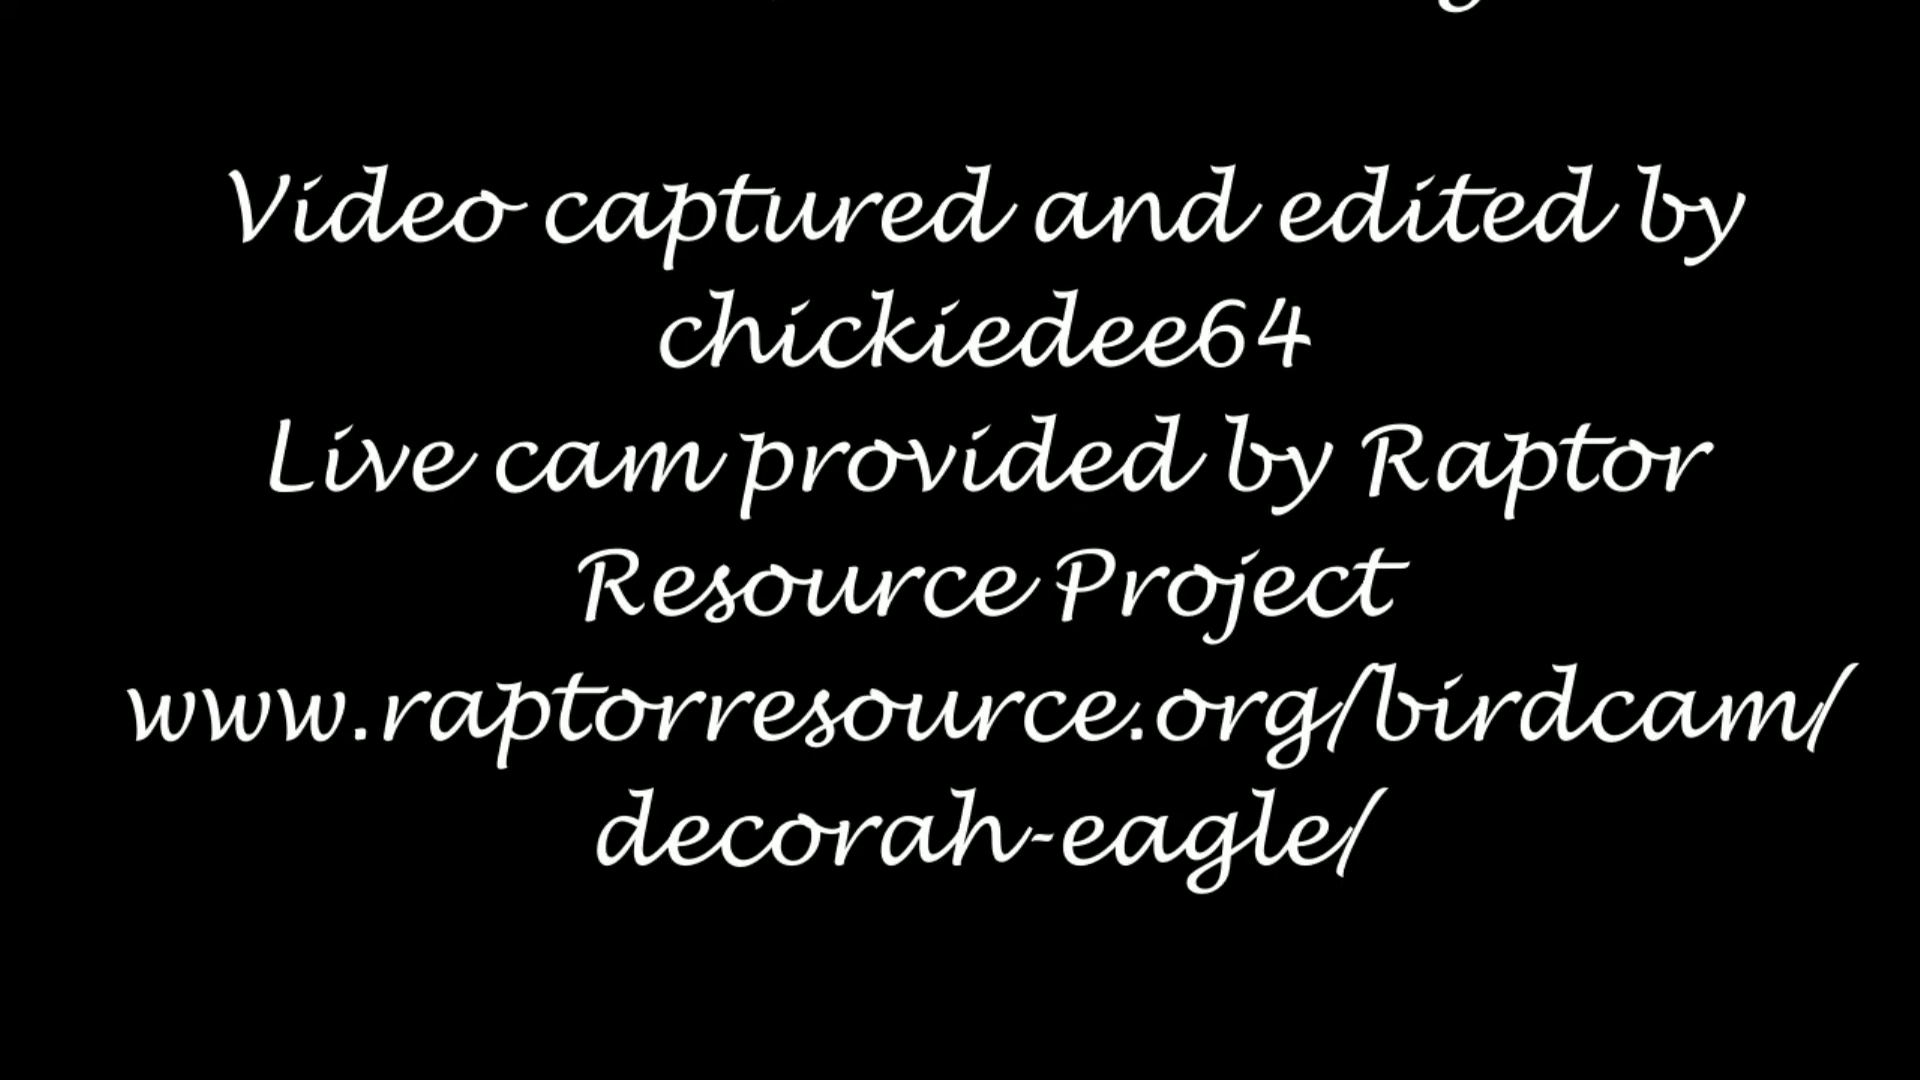 Video captured and edited by
chickiedee64
Live cam provided by Raptor
Resource Project
www.raptorresource.org/birdcam/
decorah-eagle/